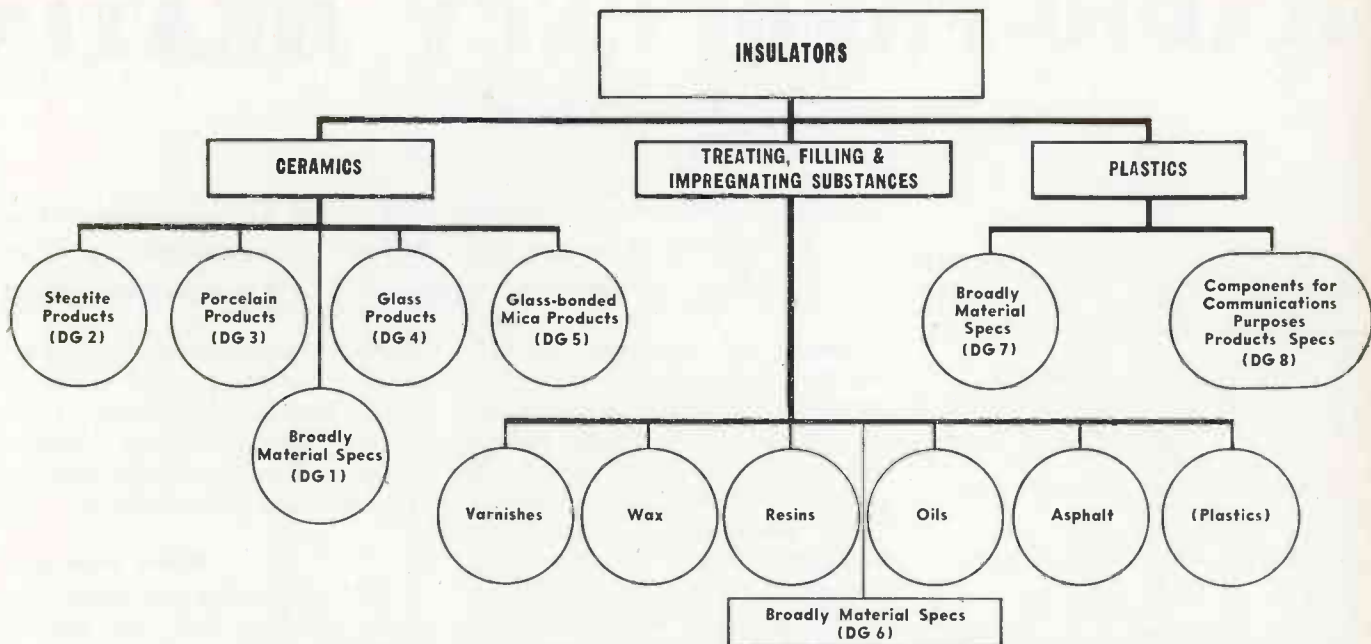 INSULATORS
CERAMICS
TREATING, FILLING &
IMPREGNATING SUBSTANCES
PLASTICS
Steatite
Products
(DG 2)
Porcelain
Products
(DG 3)
Glass
Products
(DG 4)
Glass-bonded
Mica Products
(DG 5)
Broadly
Material Specs
(DG 1)
Broadly
Material
Specs
(DG 7)
Components for
Communications
Purposes
Products Specs
(DG 8)
Varnishes
Wax
Resins
Oils
Asphalt
(Plastics)
Broadly Material Specs
(DG 6)